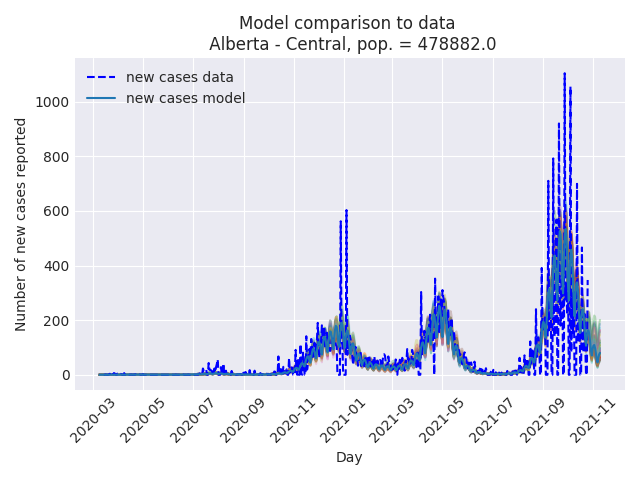 Model comparison to data
Alberta - Central, pop. = 478882.0
new cases data
new cases model
Number of new cases reported
1000
800
600
400
200
0
2020-03
2020-05
2020-07
2020-09
2020-11
2021-01
2021-03
2021-05
2021-07
2021-09
2021-11
Day